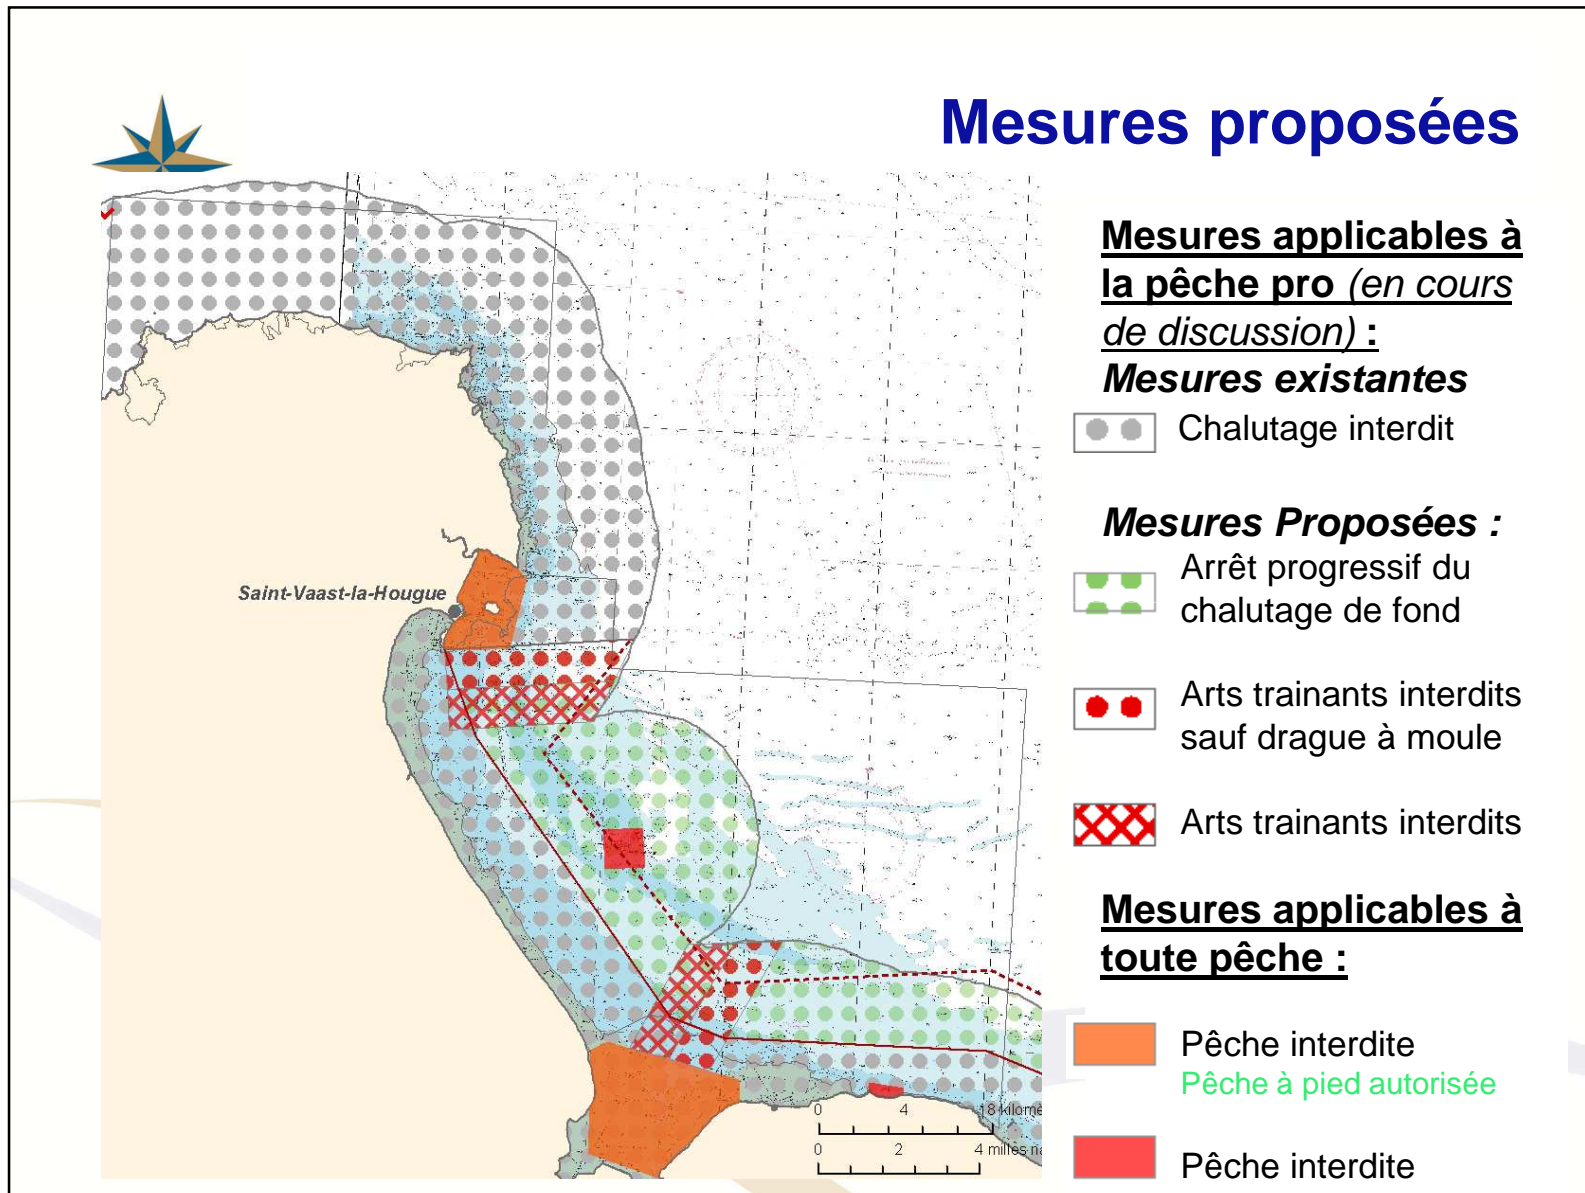 Mesures proposées
Mesures applicables à
la pêche pro (en cours
de discussion) :
Mesures existantes
Chalutage interdit
Mesures Proposées :
Arrêt progressif du
chalutage de fond
Arts trainants interdits
sauf drague à moule
Arts trainants interdits
Mesures applicables à
toute pêche :
Pêche interdite
Pêche à pied autorisée
Pêche interdite
Saint-Vaast-la-Hougue
0 4 8 kilomè
0 2 4 milles na